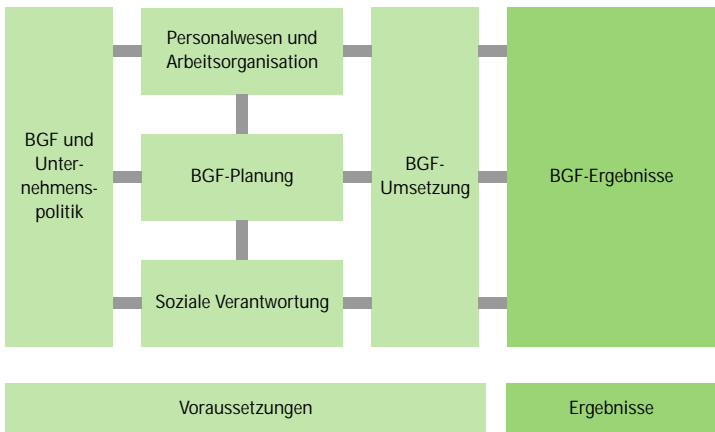 BGF und
Unter-
nehmens-
politik
Personalwesen und
Arbeitsorganisation
BGF-Planung
Soziale Verantwortung
BGF-
Umsetzung
BGF-Ergebnisse
Voraussetzungen
Ergebnisse